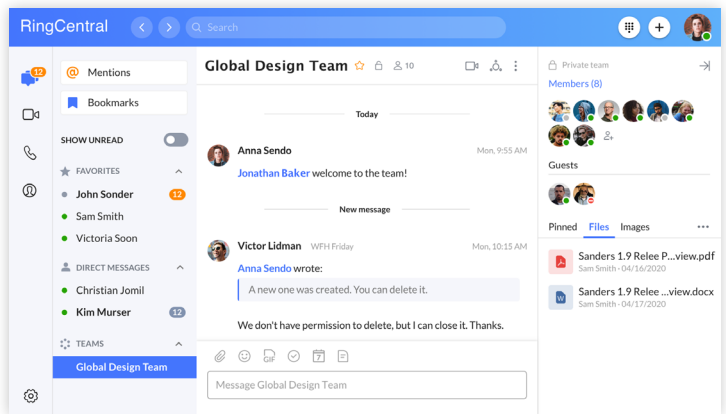 RingCentral
Search
12
Mentions
Bookmarks
SHOW UNREAD
FAVORITES
John Sonder 12
Sam Smith
Victoria Soon
DIRECT MESSAGES
Christian Jomil
Kim Murser 12
TEAMS
Global Design Team
Global Design Team 10
Today
Anna Sendo Mon, 9:55 AM
Jonathan Baker welcome to the team!
New message
Victor Lidman WFH Friday Mon, 10:15 AM
Anna Sendo wrote:
A new one was created. You can delete it.
We don't have permission to delete, but I can close it. Thanks.
GIF 7
Message Global Design Team
Private team
Members (8)
Guests
Pinned Files Images
Sanders 1.9 Relee P...view.pdf
Sam Smith - 04/16/2020
W
Sanders 1.9 Relee ...view.docx
Sam Smith - 04/17/2020